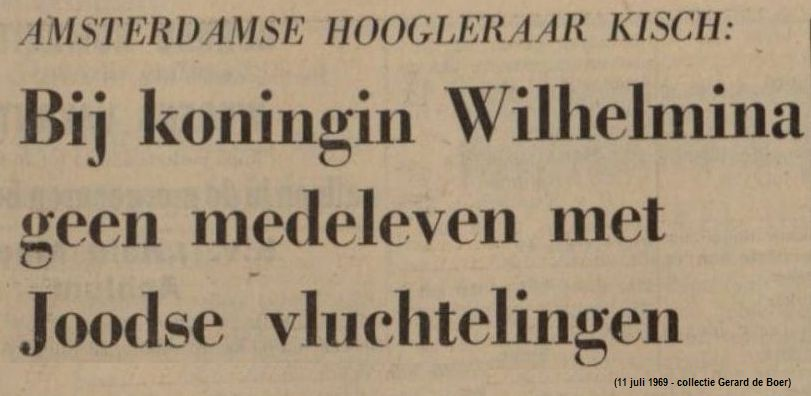 AMSTERDAMSE HOOGLERAAR KISCH:
Bij koningin Wilhelmina
geen medeleven met
Joodse vluchtelingen
(11 juli 1969 - collectie Gerard de Boer)